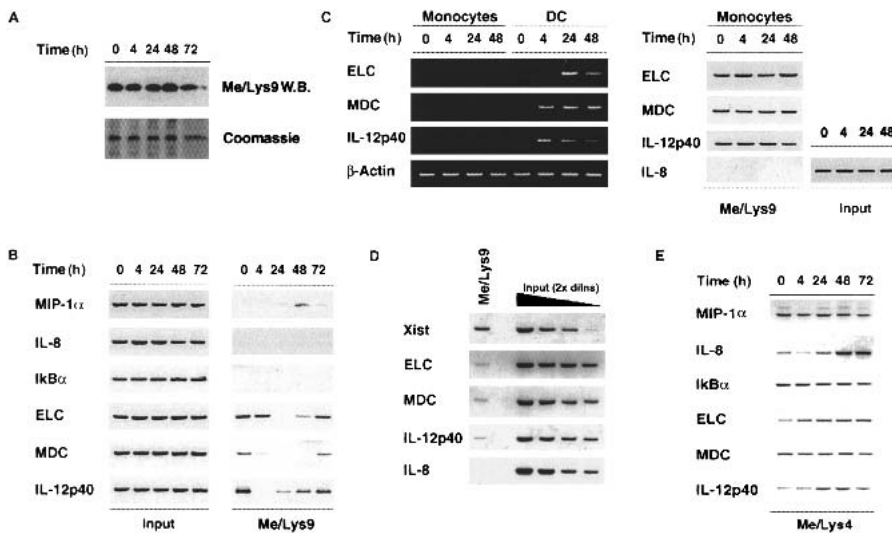 A
Time (h) 0 4 24 48 72
Me/Lys9 W.B.
Coomassie
C
Monocytes DC
Time (h) 0 4 24 48 0 4 24 48
ELC
MDC
IL-12p40
β-Actin
Monocytes
Time (h) 0 4 24 48
ELC
MDC
IL-12p40
IL-8
Me/Lys9
0 4 24 48
Input
B
Time (h) 0 4 24 48 72 0 4 24 48 72
MIP-1α
IL-8
IkBα
ELC
MDC
IL-12p40
Input Me/Lys9
D
Me/Lys9
Input (2x dilns)
Xist
ELC
MDC
IL-12p40
IL-8
E
Time (h) 0 4 24 48 72
MIP-1α
IL-8
IkBα
ELC
MDC
IL-12p40
Me/Lys4